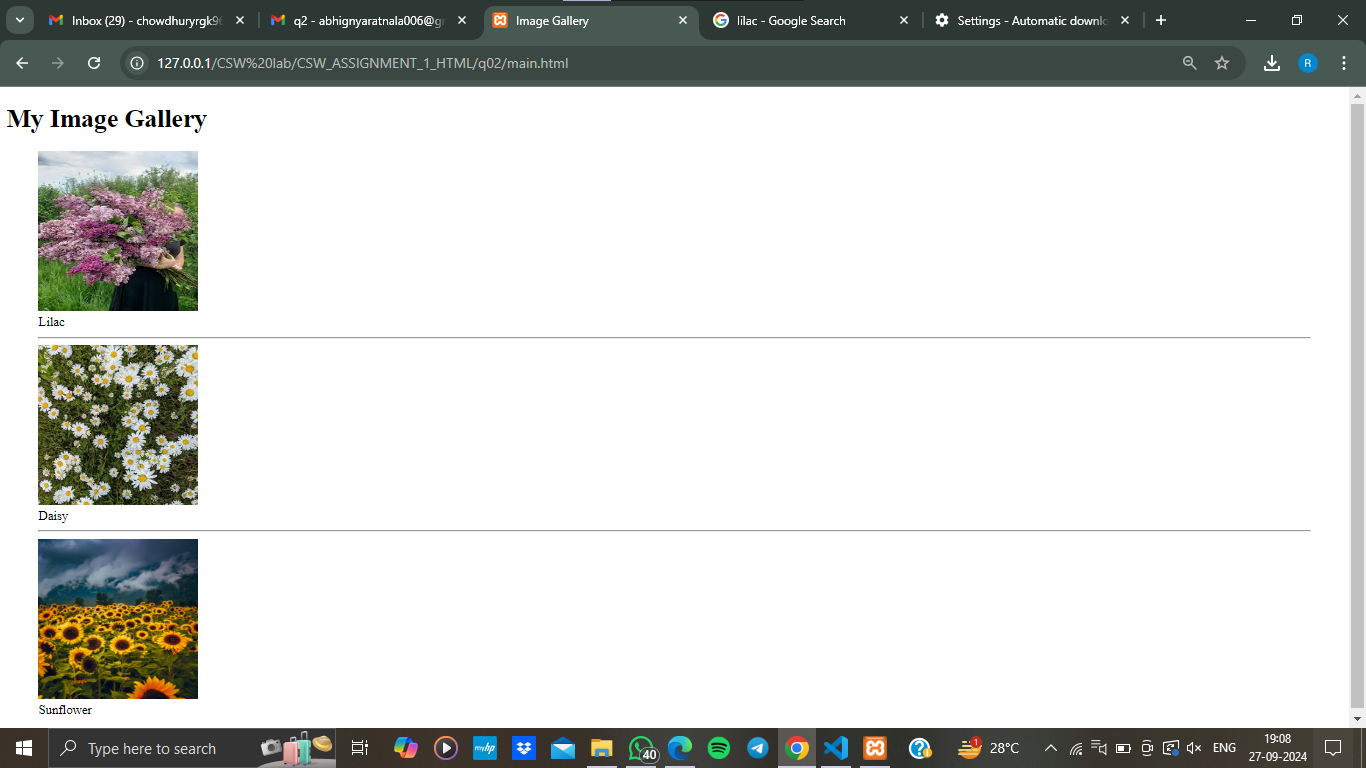 Inbox (29) - chowdhuryrgk9
q2 - abhignyaratnala006@g
Image Gallery
lilac - Google Search
Settings - Automatic downlo
127.0.0.1/CSW%20lab/CSW_ASSIGNMENT_1_HTML/q02/main.html
R
My Image Gallery
Lilac
Daisy
Sunflower
Type here to search
myhp
40
1
28°C
ENG
19:08
27-09-2024